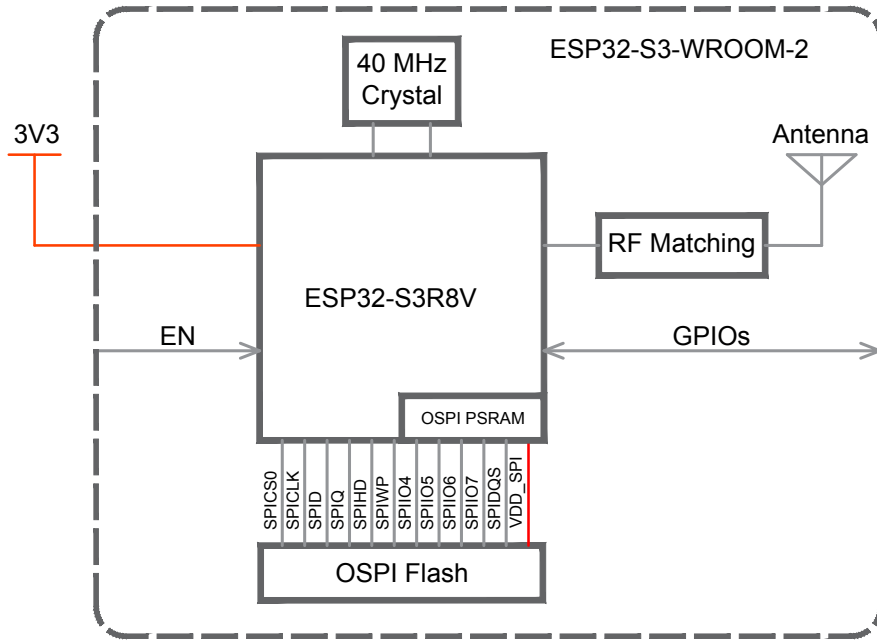 ESP32-S3-WROOM-2
40 MHz
Crystal
3V3
Antenna
RF Matching
ESP32-S3R8V
EN
GPIOs
OSPI PSRAM
SPICS0
SPICLK
SPID
SPIQ
SPIHD
SPIWP
SPIIO4
SPIIO5
SPIIO6
SPIIO7
SPIDQS
VDD_SPI
OSPI Flash